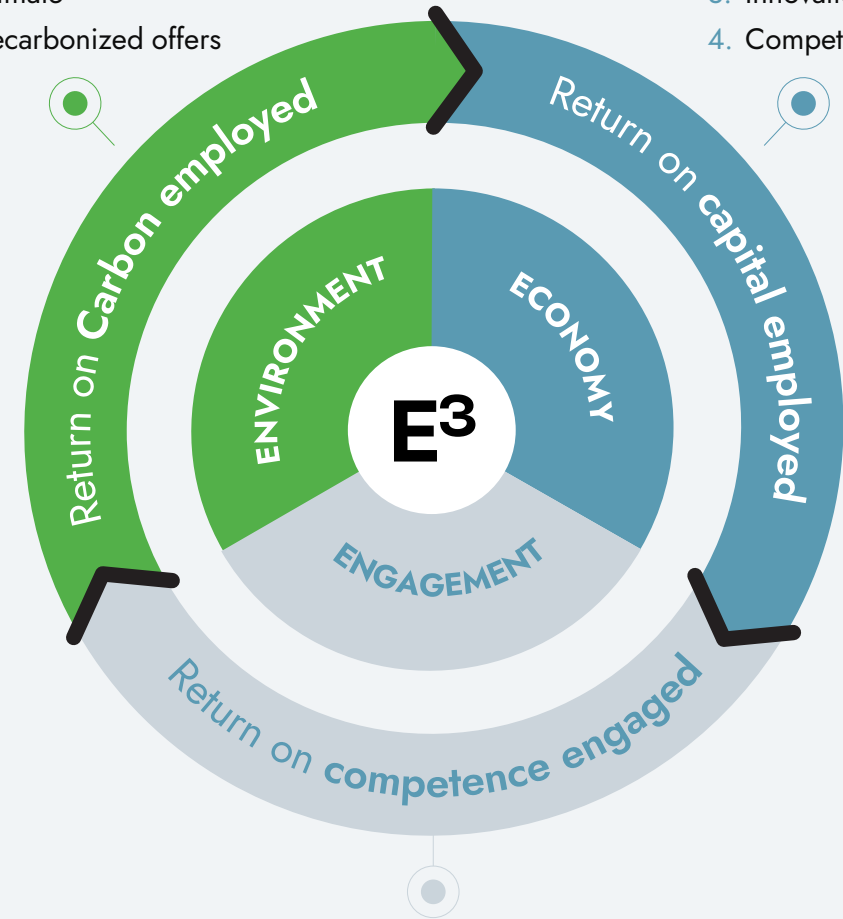 ecarbonized offers
4. Compet
Return on Carbon employed
Return on capital employed
ENVIRONMENT
ECONOMY
E³
ENGAGEMENT
Return on competence engaged